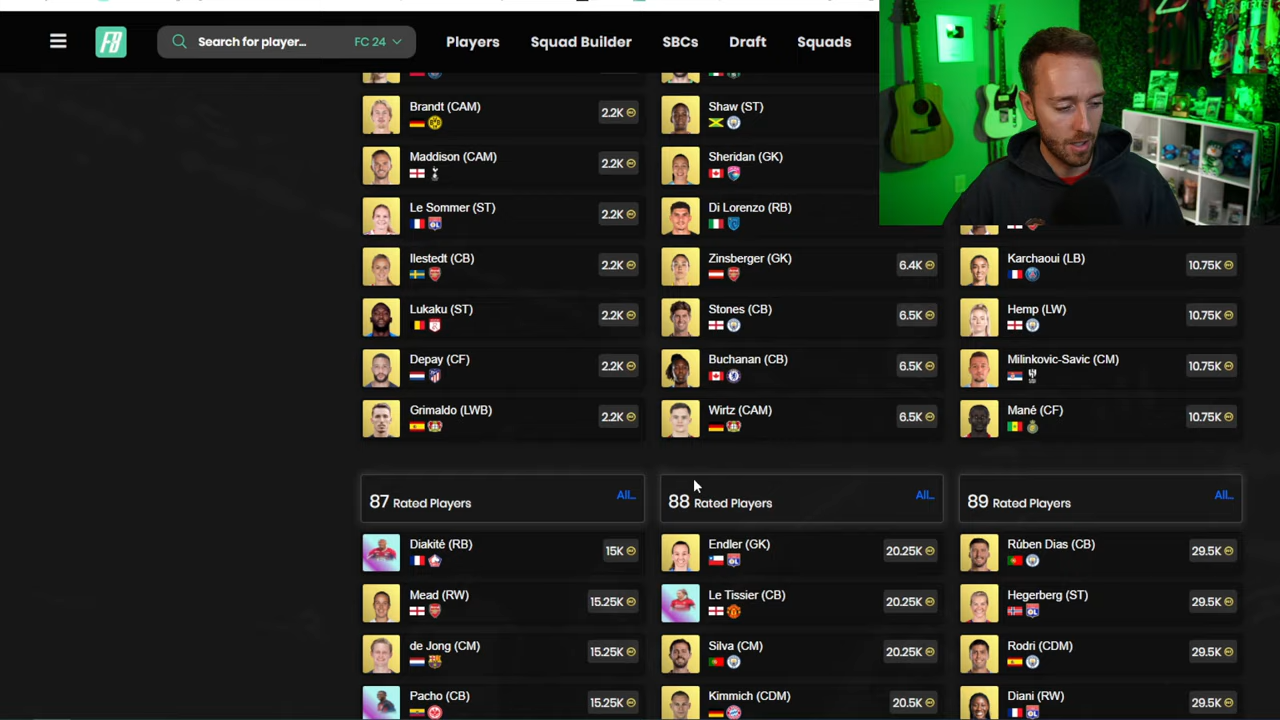 FB
Search for player...
FC 24
Players
Squad Builder
SBCs
Draft
Squads
Brandt (CAM)
2.2K
Maddison (CAM)
2.2K
Le Sommer (ST)
2.2K
Ilestedt (CB)
2.2K
Lukaku (ST)
2.2K
Depay (CF)
2.2K
Grimaldo (LWB)
2.2K
Shaw (ST)
Sheridan (GK)
Di Lorenzo (RB)
Zinsberger (GK)
6.4K
Stones (CB)
6.5K
Buchanan (CB)
6.5K
Wirtz (CAM)
6.5K
Karchaoui (LB)
10.75K
Hemp (LW)
10.75K
Milinkovic-Savic (CM)
10.75K
Mané (CF)
10.75K
87 Rated Players
All...
Diakité (RB)
15K
Mead (RW)
15.25K
de Jong (CM)
15.25K
Pacho (CB)
15.25K
88 Rated Players
All...
Endler (GK)
20.25K
Le Tissier (CB)
20.25K
Silva (CM)
20.25K
Kimmich (CDM)
20.5K
89 Rated Players
All...
Rúben Dias (CB)
29.5K
Hegerberg (ST)
29.5K
Rodri (CDM)
29.5K
Diani (RW)
29.5K